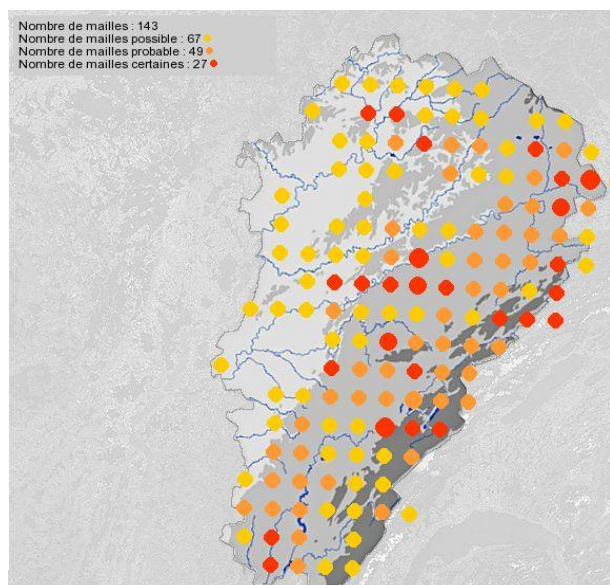 Nombre de mailles : 143
Nombre de mailles possible : 67
Nombre de mailles probable : 49
Nombre de mailles certaines : 27